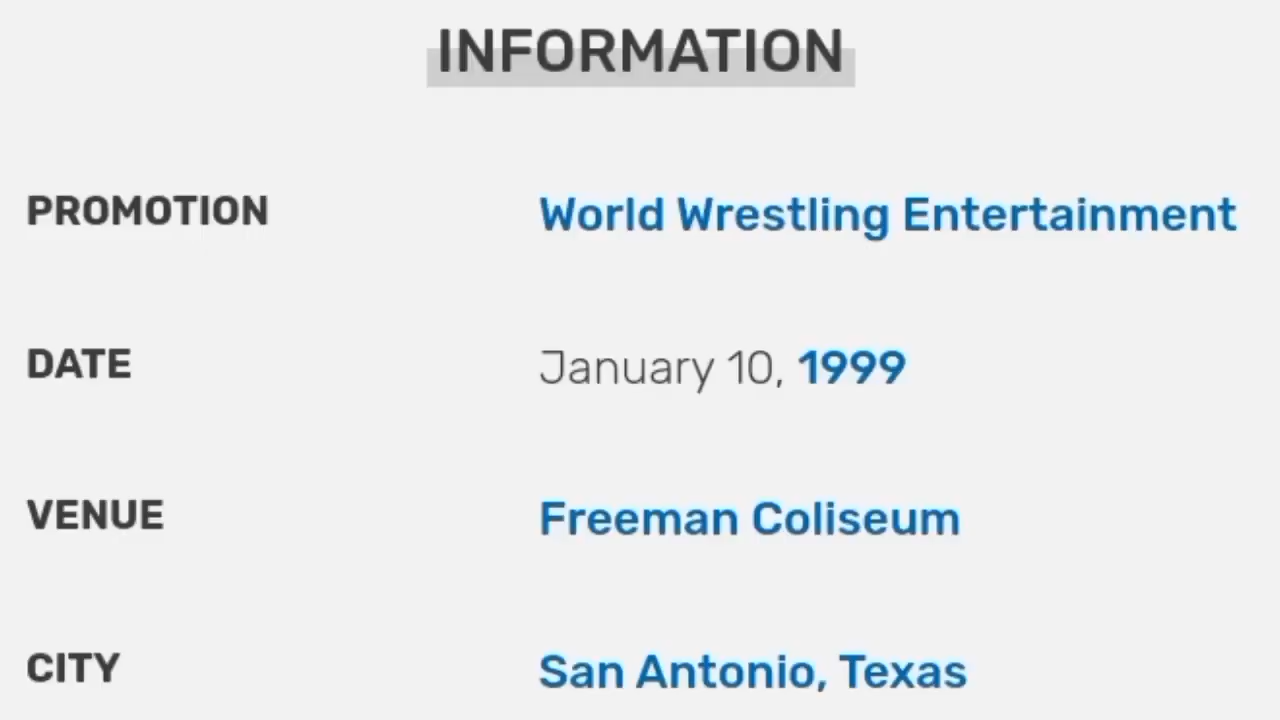 INFORMATION
PROMOTION World Wrestling Entertainment
DATE January 10, 1999
VENUE Freeman Coliseum
CITY San Antonio, Texas